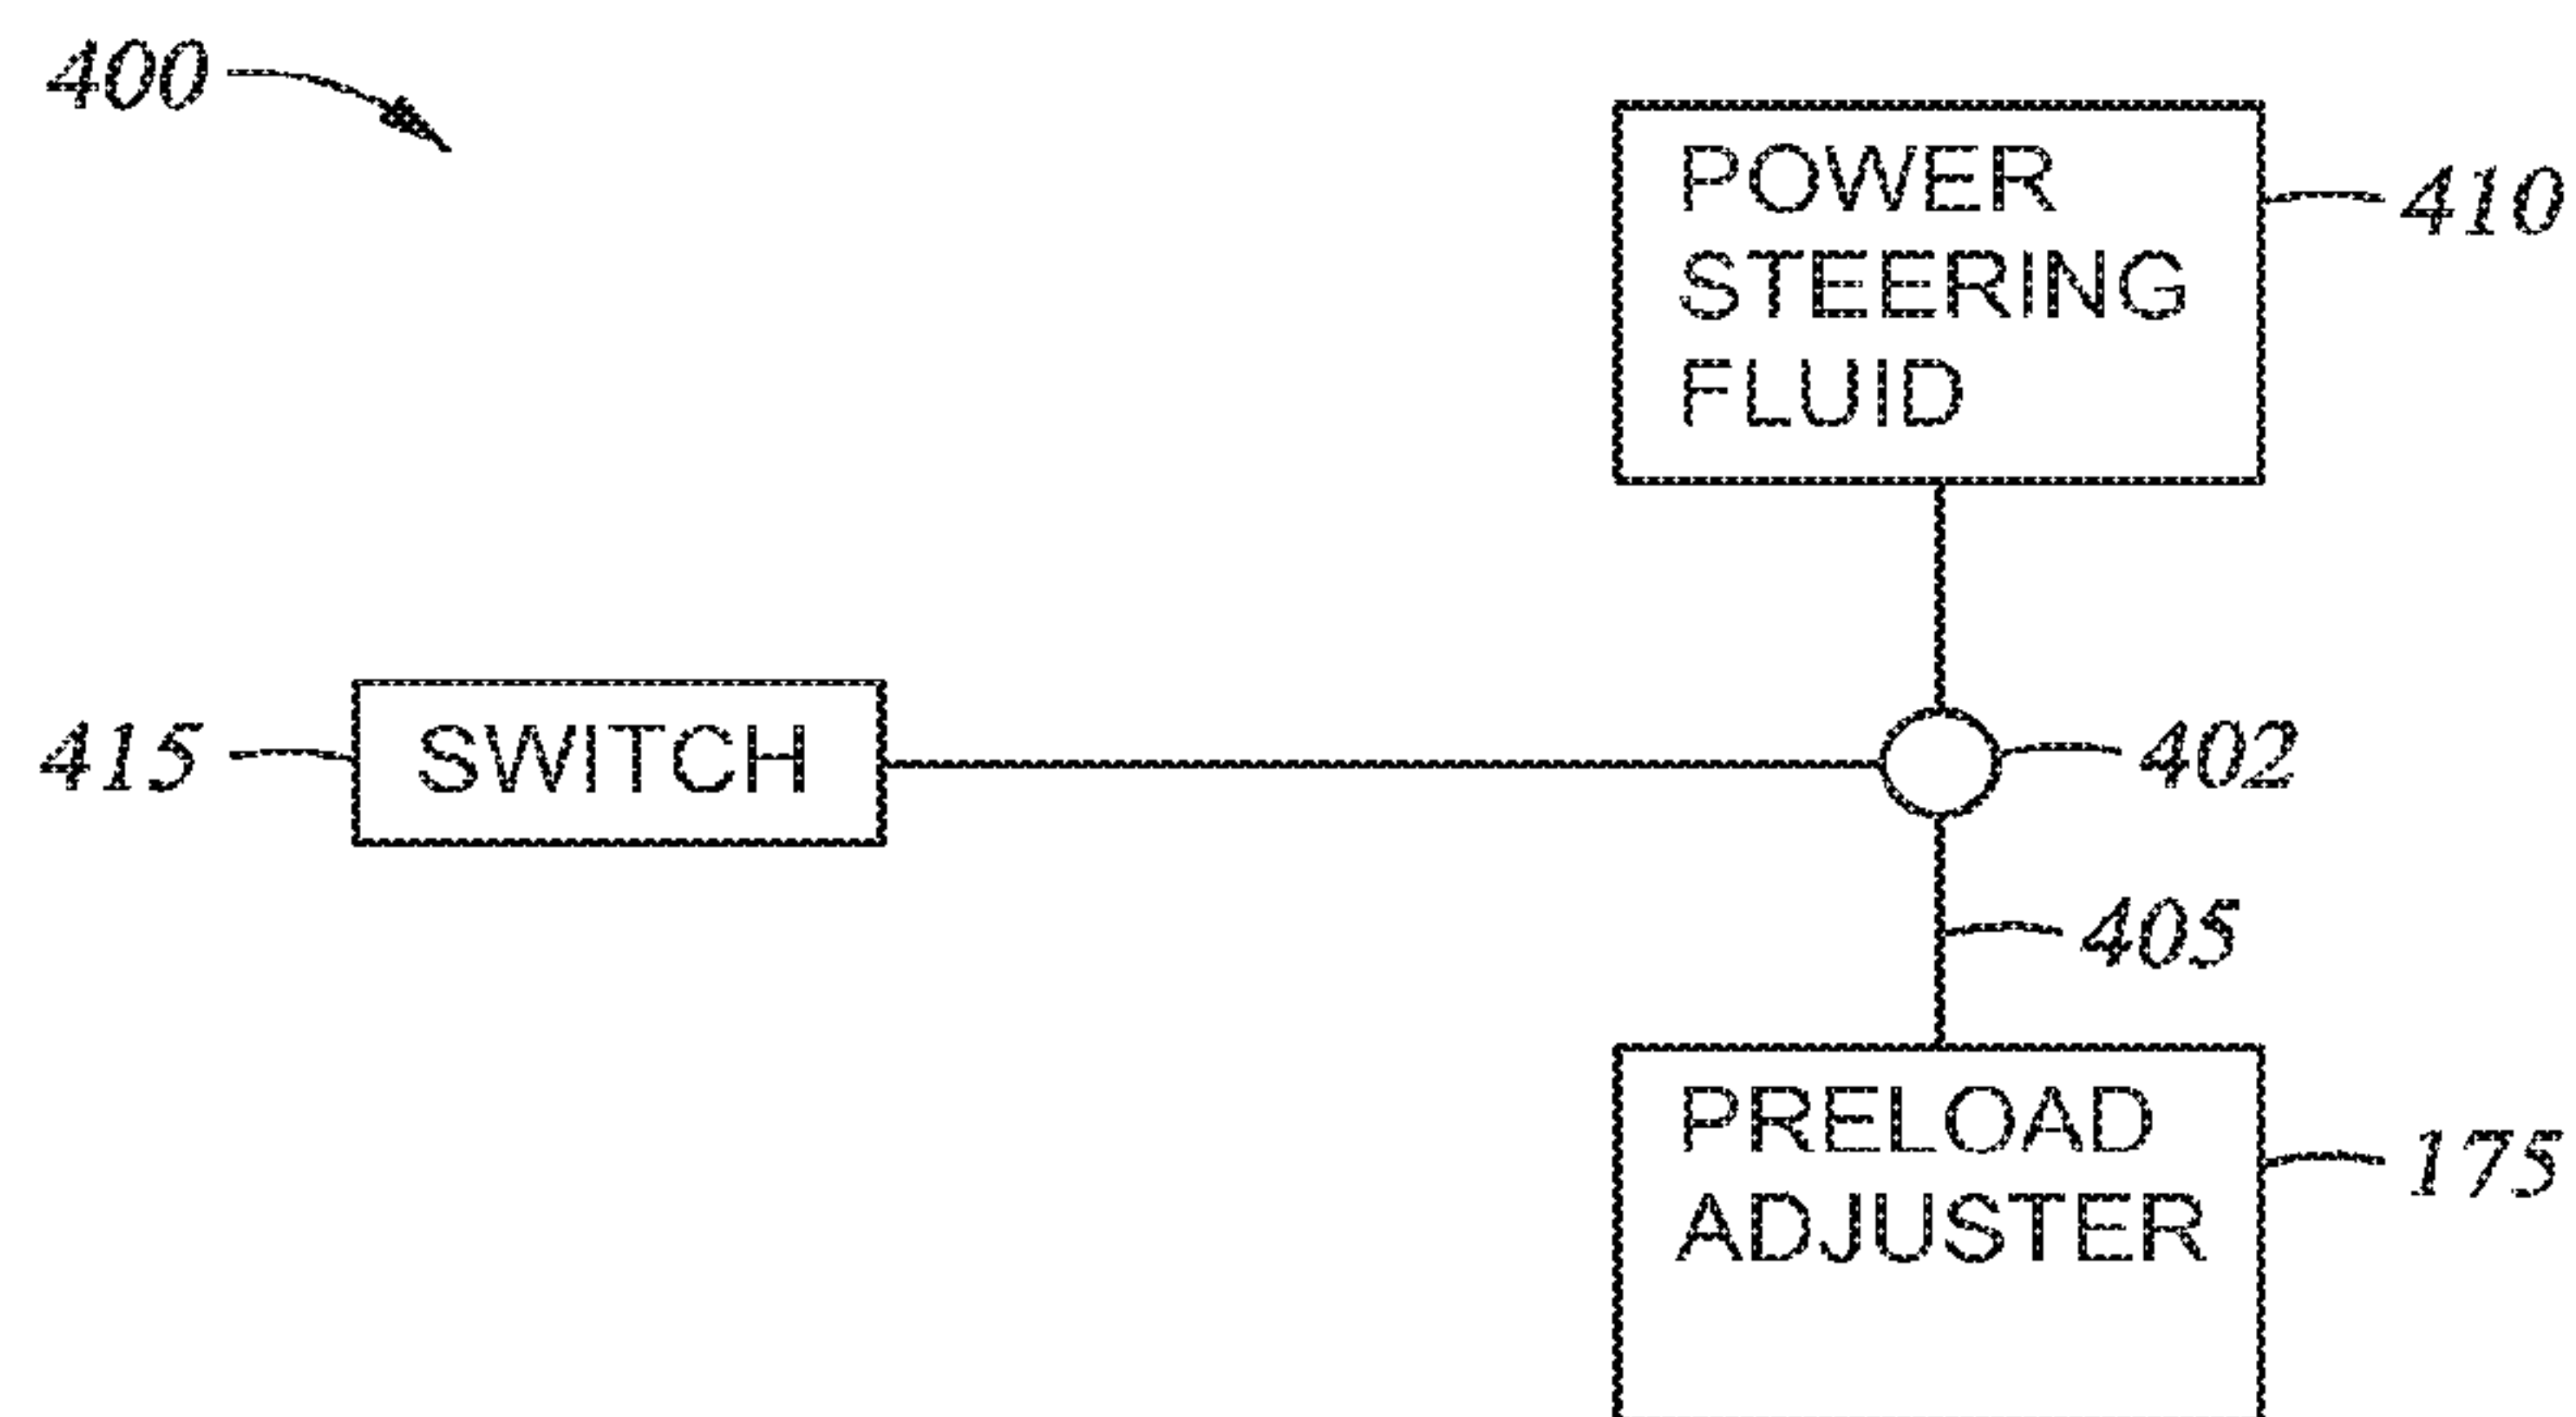 400
POWER
STEERING
FLUID
410
415
SWITCH
402
405
PRELOAD
ADJUSTER
175